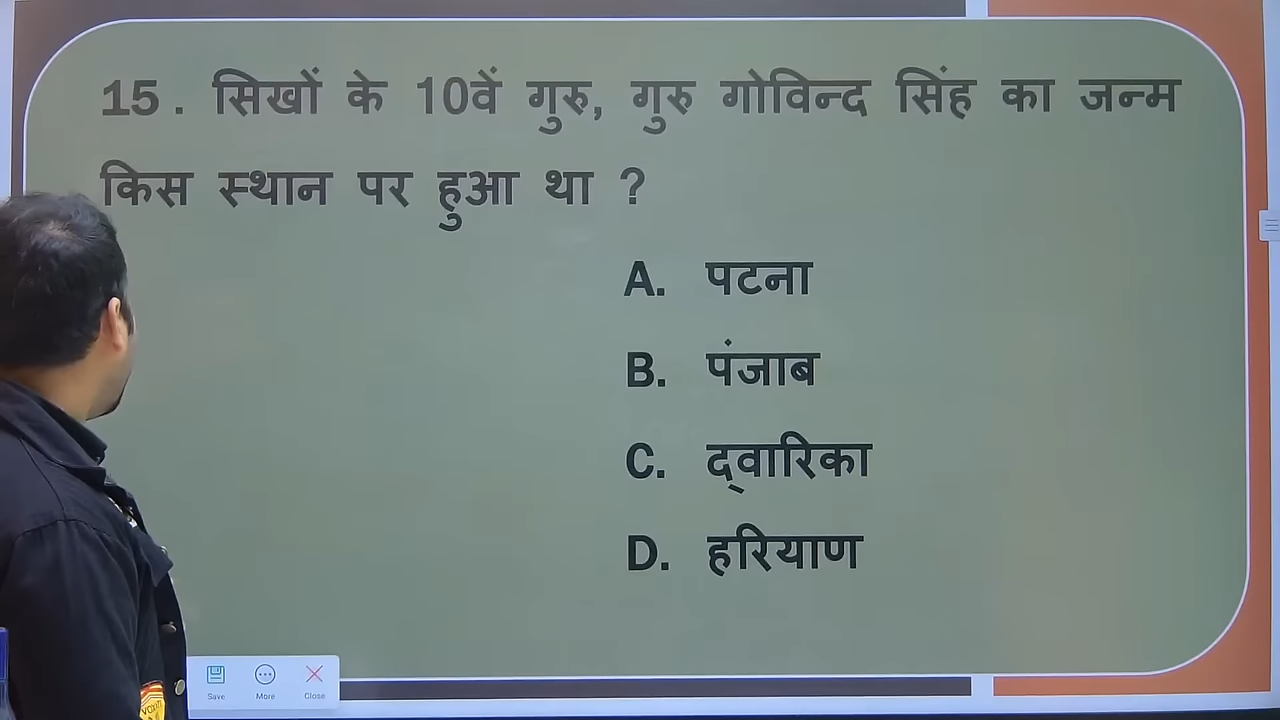 15. सिखों के 10वें गुरु, गुरु गोविन्द सिंह का जन्म
किस स्थान पर हुआ था ?
A. पटना
B. पंजाब
C. द्वारिका
D. हरियाण
Save More Close